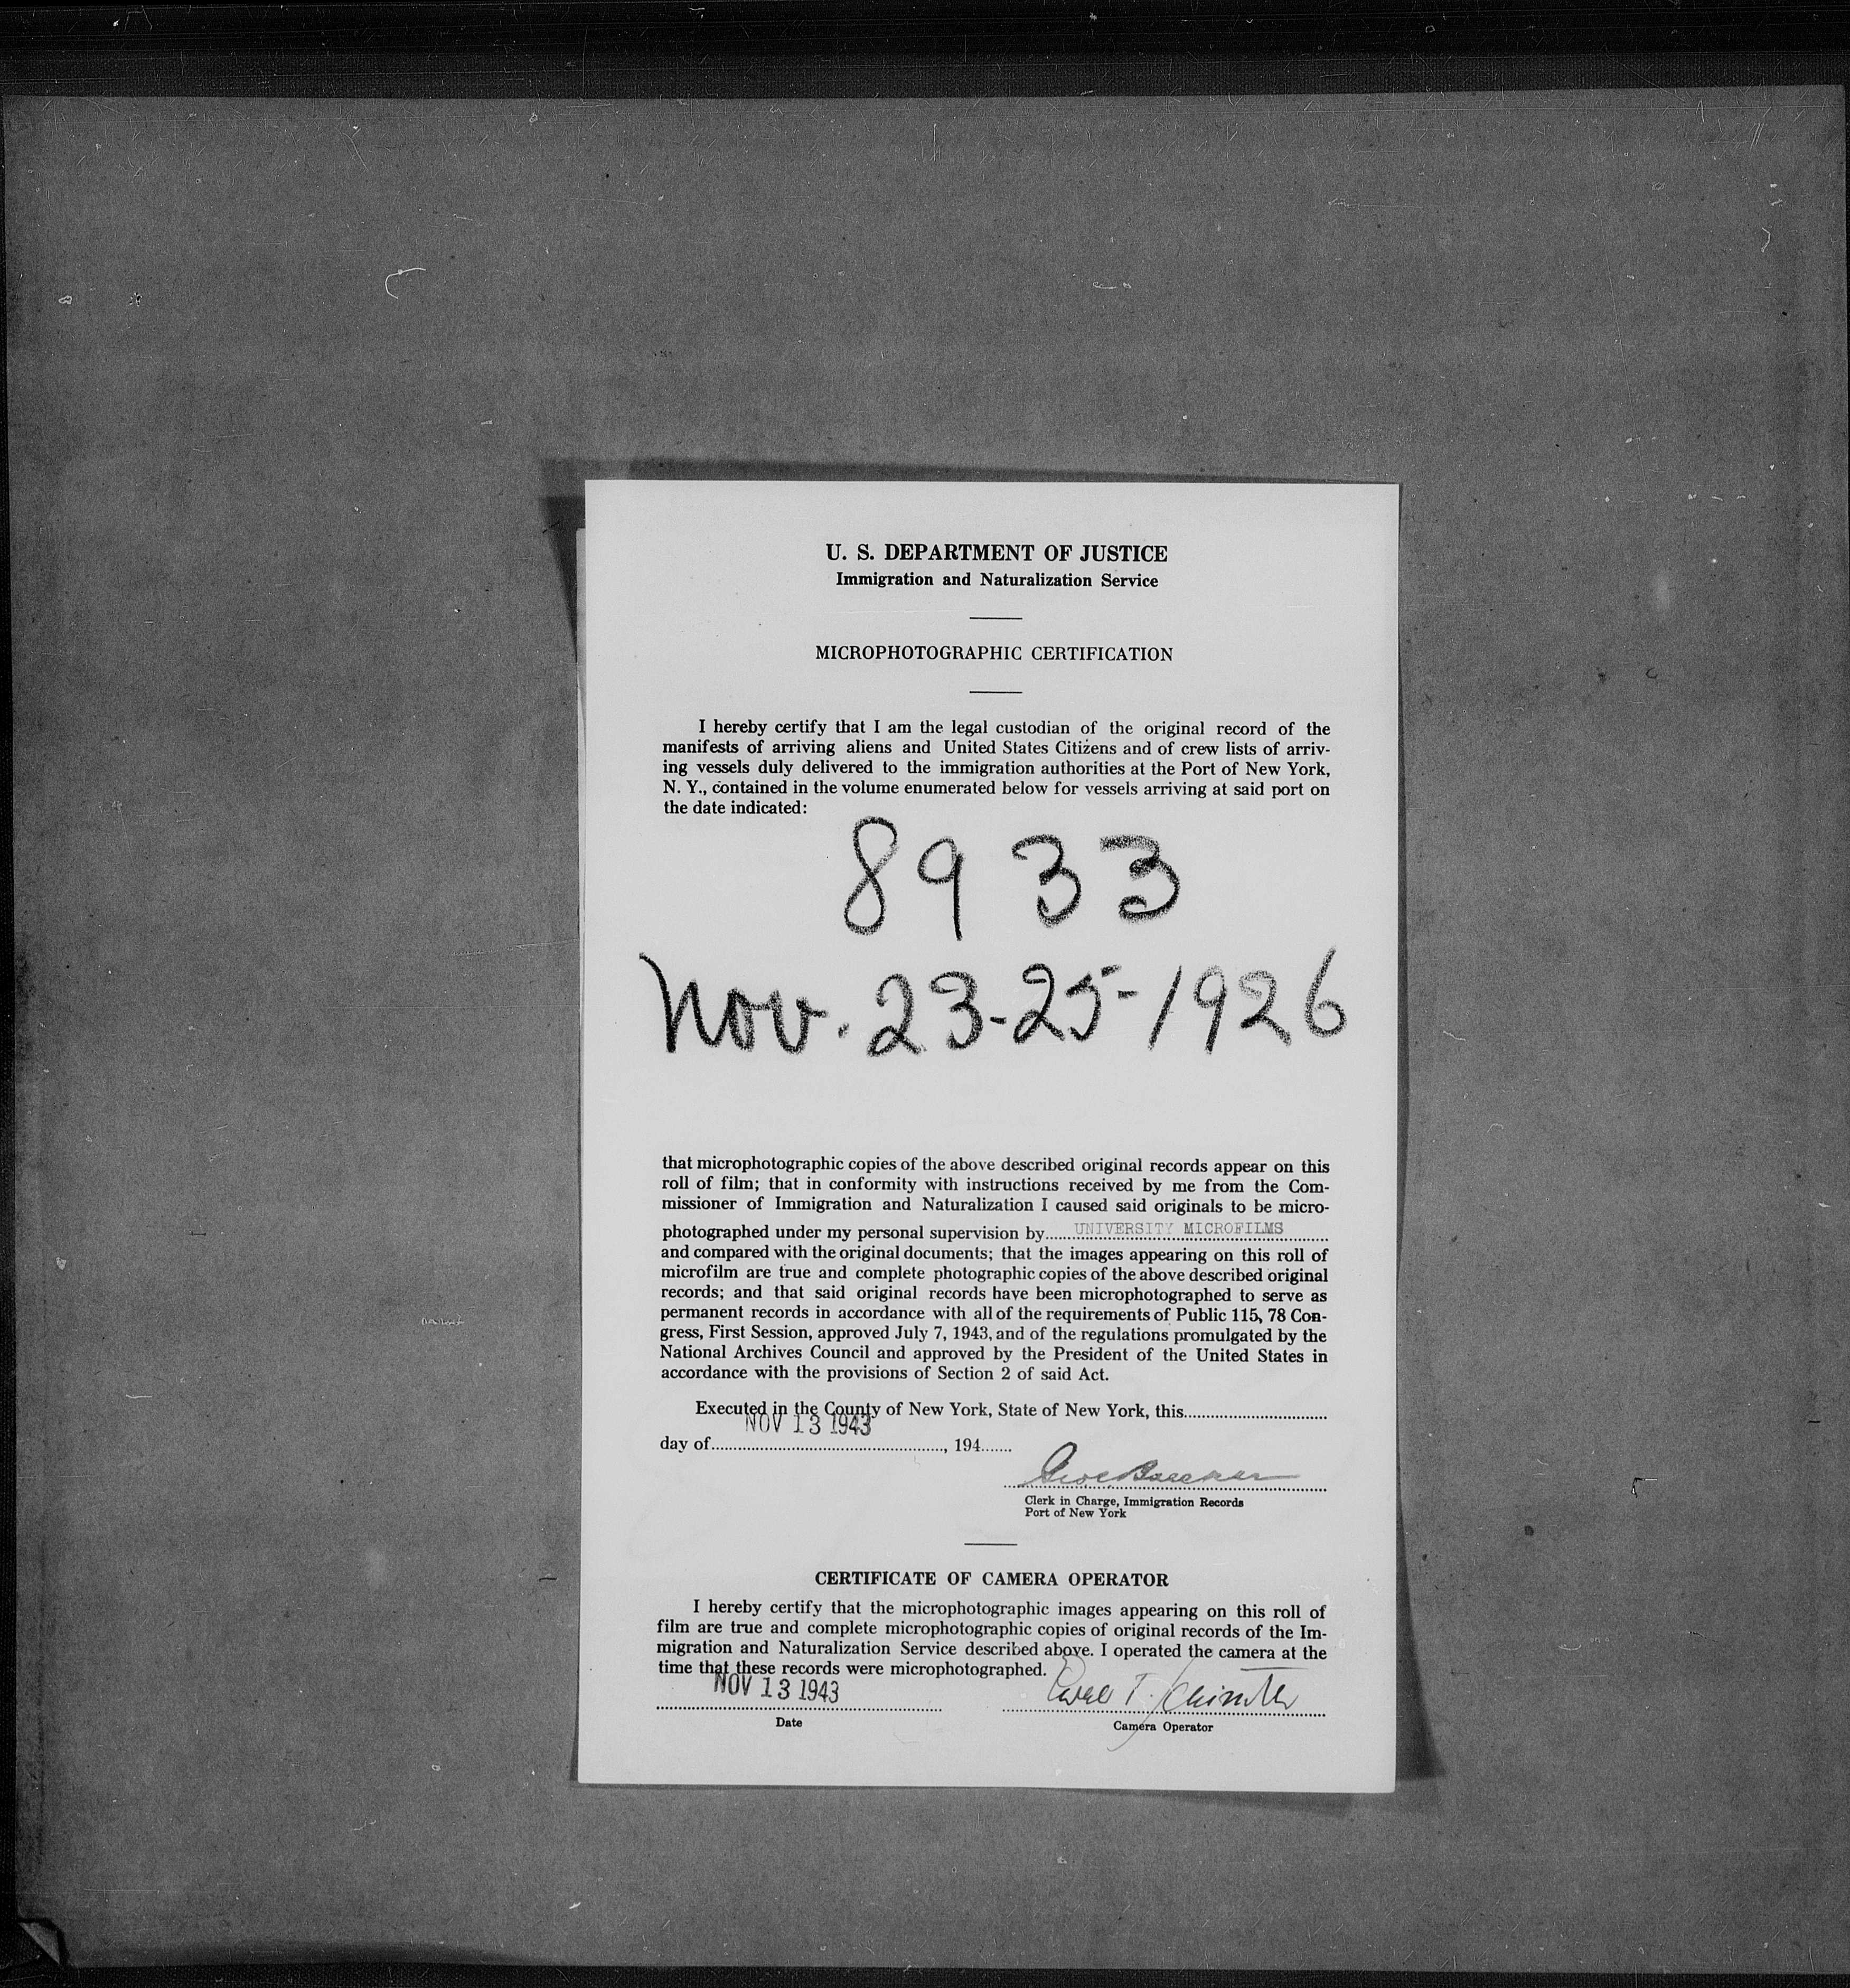 U. S. DEPARTMENT OF JUSTICE
Immigration and Naturalization Service
MICROPHOTOGRAPHIC CERTIFICATION
I hereby certify that I am the legal custodian of the original record of the
manifests of arriving aliens and United States Citizens and of crew lists of arriv-
ing vessels duly delivered to the immigration authorities at the Port of New York,
N. Y., contained in the volume enumerated below for vessels arriving at said port on
the date indicated:
8933
Nov. 23-25-1926
that microphotographic copies of the above described original records appear on this
roll of film; that in conformity with instructions received by me from the Com-
missioner of Immigration and Naturalization I caused said originals to be micro-
photographed under my personal supervision by UNIVERSITY MICROFILMS
and compared with the original documents; that the images appearing on this roll of
microfilm are true and complete photographic copies of the above described original
records; and that said original records have been microphotographed to serve as
permanent records in accordance with all of the requirements of Public 115, 78 Con-
gress, First Session, approved July 7, 1943, and of the regulations promulgated by the
National Archives Council and approved by the President of the United States in
accordance with the provisions of Section 2 of said Act.
Executed in the County of New York, State of New York, this
NOV 13 1943
day of, 194
Clerk in Charge, Immigration Records
Port of New York
CERTIFICATE OF CAMERA OPERATOR
I hereby certify that the microphotographic images appearing on this roll of
film are true and complete microphotographic copies of original records of the Im-
migration and Naturalization Service described above. I operated the camera at the
time that these records were microphotographed.
NOV 13 1943
Date
Camera Operator